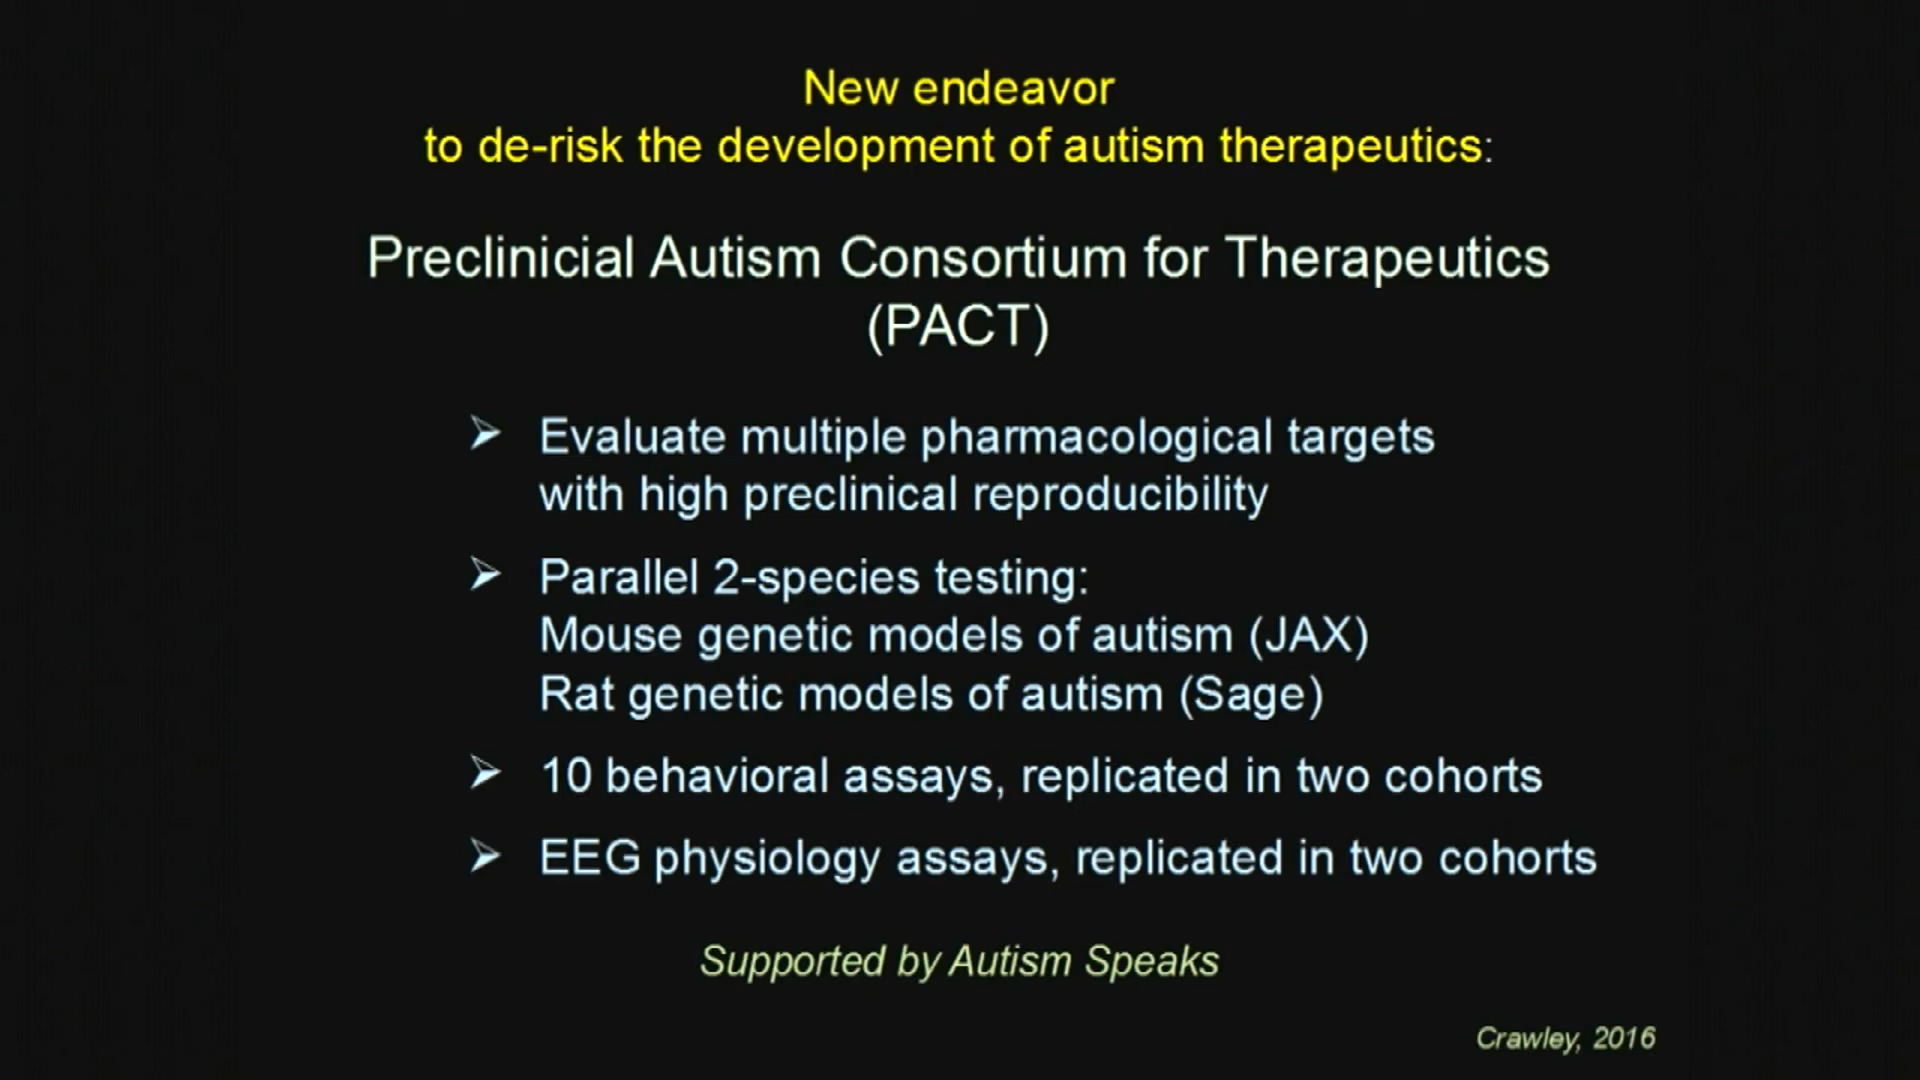 New endeavor
to de-risk the development of autism therapeutics:
Preclinicial Autism Consortium for Therapeutics
(PACT)
➢ Evaluate multiple pharmacological targets
with high preclinical reproducibility
➢ Parallel 2-species testing:
Mouse genetic models of autism (JAX)
Rat genetic models of autism (Sage)
➢ 10 behavioral assays, replicated in two cohorts
➢ EEG physiology assays, replicated in two cohorts
Supported by Autism Speaks
Crawley, 2016